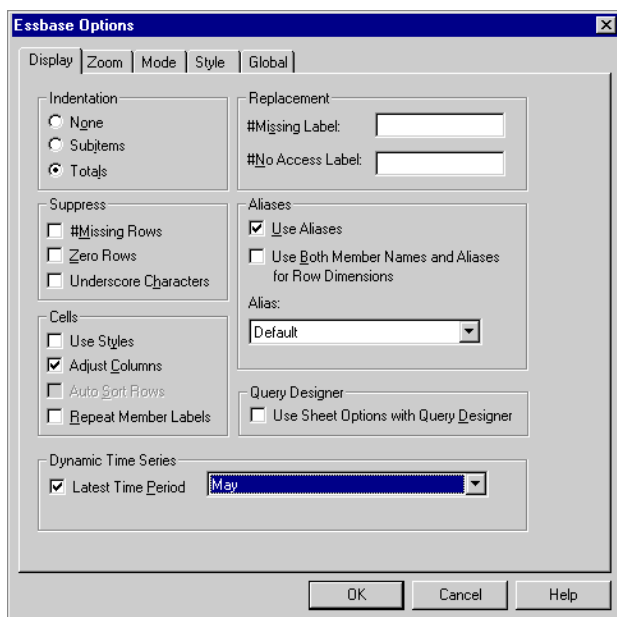 Essbase Options
Display Zoom Mode Style Global
Indentation
None
Subitems
Totals
Replacement
#Missing Label:
#No Access Label:
Suppress
#Missing Rows
Zero Rows
Underscore Characters
Aliases
Use Aliases
Use Both Member Names and Aliases
for Row Dimensions
Alias:
Default
Cells
Use Styles
Adjust Columns
Auto Sort Rows
Repeat Member Labels
Query Designer
Use Sheet Options with Query Designer
Dynamic Time Series
Latest Time Period May
OK Cancel Help